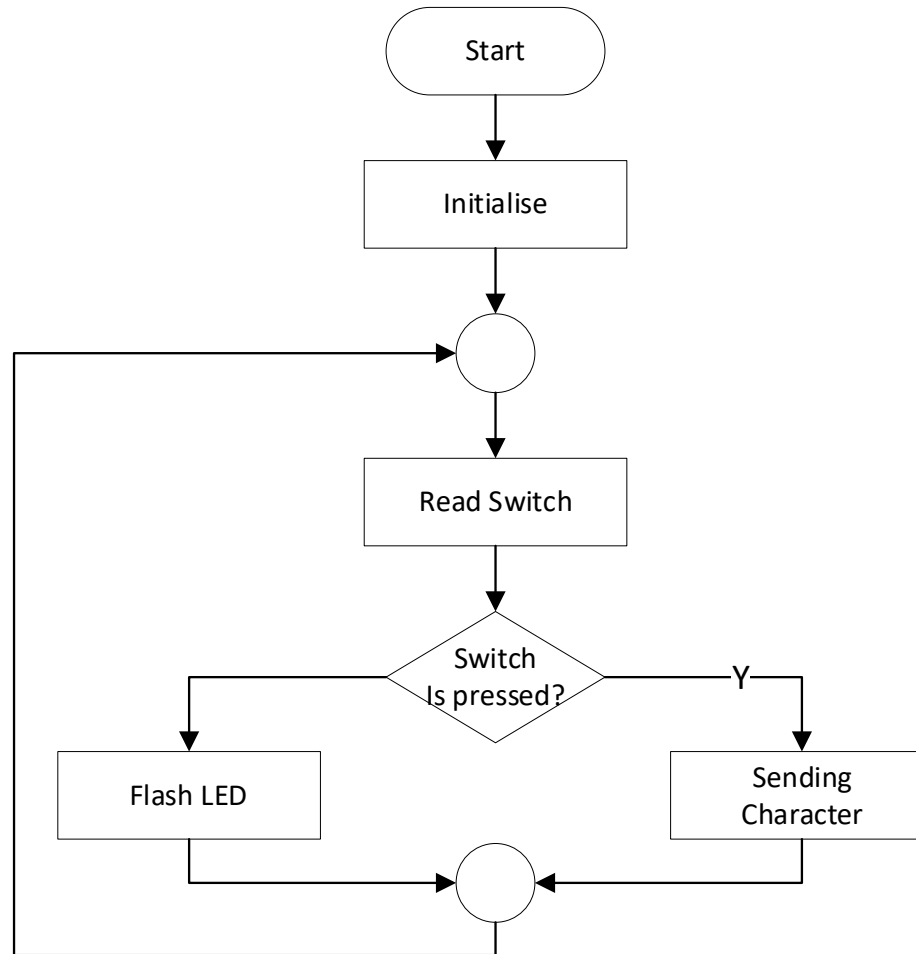 Start
Initialise
Read Switch
Switch
Is pressed?
Y
Flash LED
Sending
Character